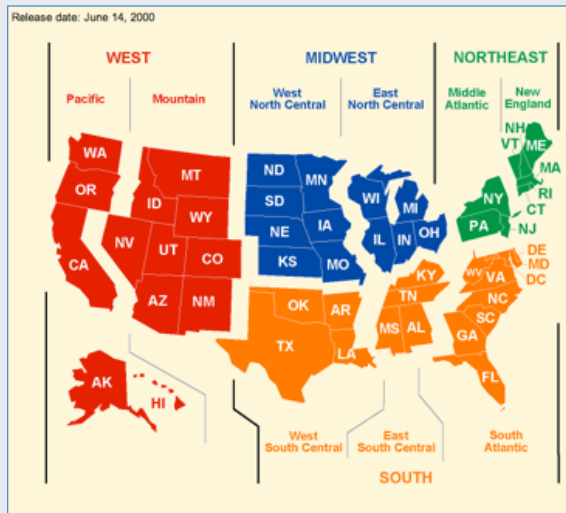 Release date: June 14, 2000
WEST
MIDWEST
NORTHEAST
Pacific
Mountain
West
North Central
East
North Central
Middle
Atlantic
New
England
WA
OR
CA
NV
ID
MT
WY
UT
CO
AZ
NM
AK
HI
ND
SD
NE
KS
MN
IA
MO
WI
MI
IL
IN
OH
NH
VT
ME
MA
RI
CT
NJ
NY
PA
DE
MD
DC
WV
VA
NC
SC
GA
FL
KY
TN
MS
AL
OK
AR
TX
LA
West
South Central
East
South Central
South
Atlantic
SOUTH